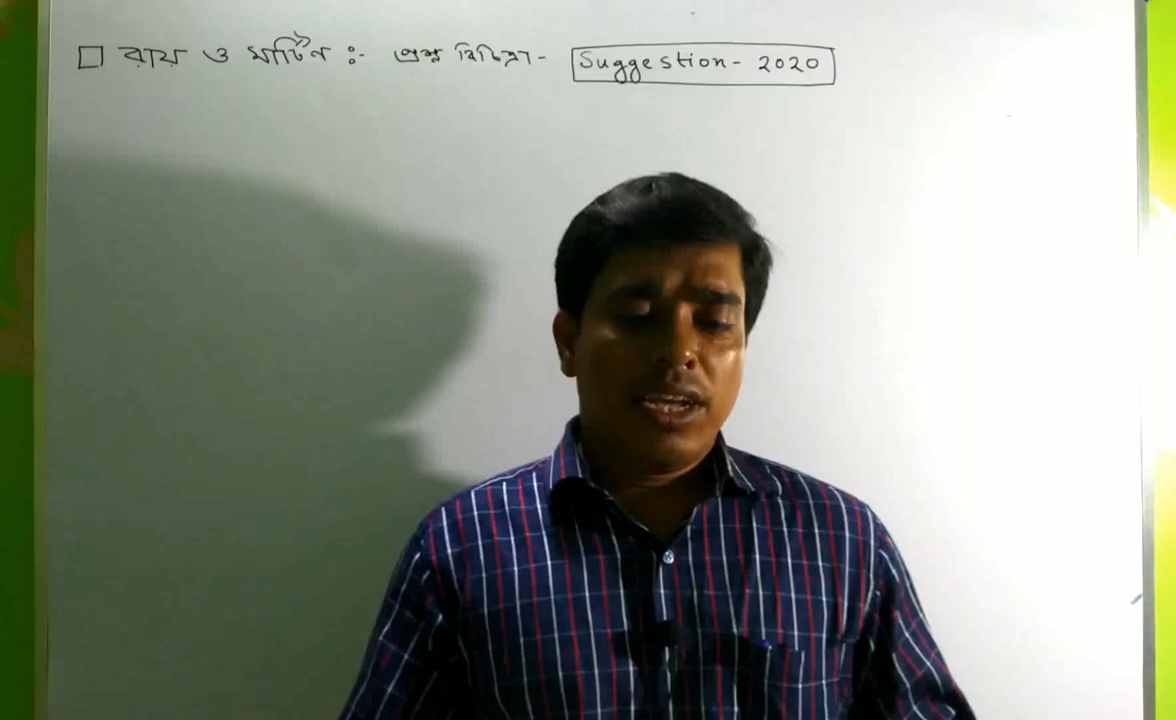 □ রায় ও মার্টিন :- প্রশ্ন বিচিত্রা - Suggestion - 2020